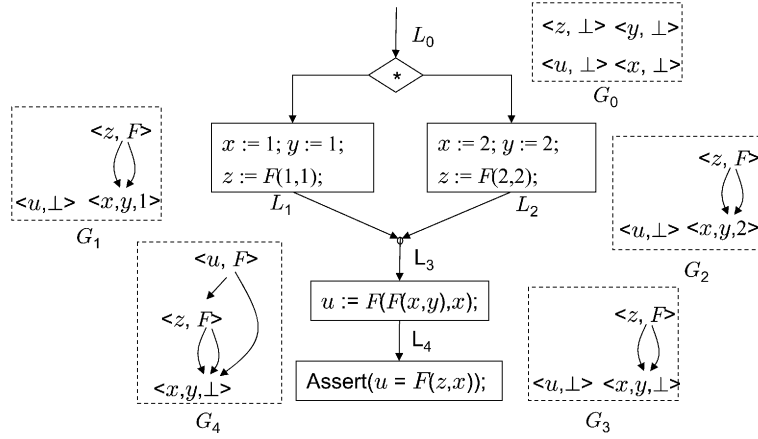 L₀
<z, ⊥> <y, ⊥>
<u, ⊥> <x, ⊥>
G₀
*
<z, F>
<u,⊥> <x,y,1>
G₁
x := 1; y := 1;
z := F(1,1);
L₁
x := 2; y := 2;
z := F(2,2);
L₂
<z, F>
<u,⊥> <x,y,2>
G₂
L₃
<u, F>
<z, F>
<x,y,⊥>
G₄
u := F(F(x,y),x);
L₄
Assert(u = F(z,x));
<z, F>
<u,⊥> <x,y,⊥>
G₃